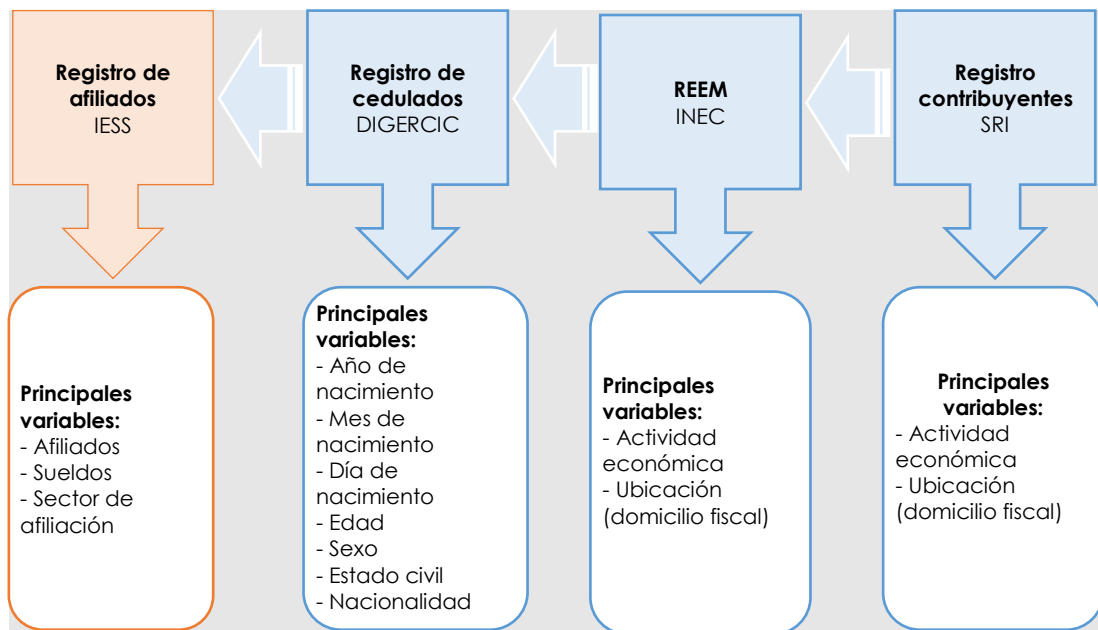 Registro de
afiliados
IESS
Registro de
cedulados
DIGERCIC
REEM
INEC
Registro
contribuyentes
SRI
Principales
variables:
- Afiliados
- Sueldos
- Sector de
afiliación
Principales
variables:
- Año de
nacimiento
- Mes de
nacimiento
- Día de
nacimiento
- Edad
- Sexo
- Estado civil
- Nacionalidad
Principales
variables:
- Actividad
económica
- Ubicación
(domicilio fiscal)
Principales
variables:
- Actividad
económica
- Ubicación
(domicilio fiscal)